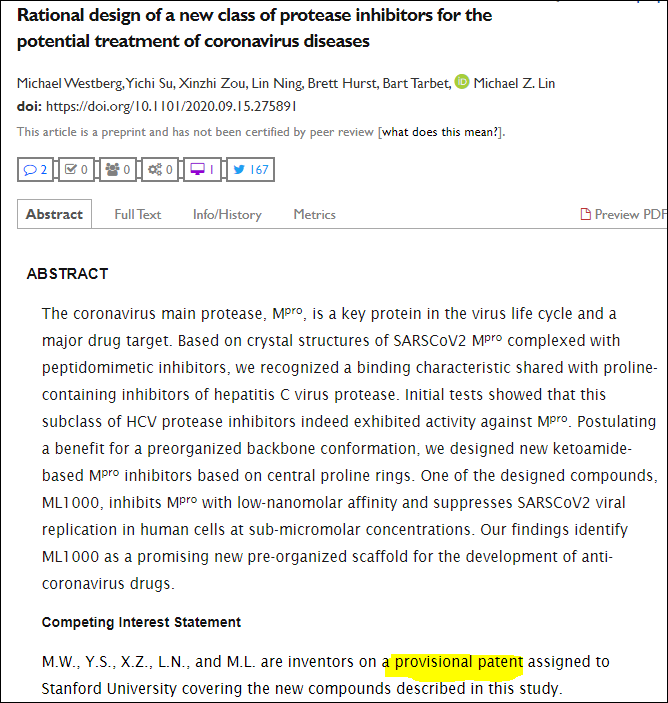 Rational design of a new class of protease inhibitors for the
potential treatment of coronavirus diseases
Michael Westberg, Yichi Su, Xinzhi Zou, Lin Ning, Brett Hurst, Bart Tarbet, iD Michael Z. Lin
doi: https://doi.org/10.1101/2020.09.15.275891
This article is a preprint and has not been certified by peer review [what does this mean?].
2 0 0 0 1 167
Abstract Full Text Info/History Metrics Preview PDF
ABSTRACT
The coronavirus main protease, Mᵖʳᵒ, is a key protein in the virus life cycle and a
major drug target. Based on crystal structures of SARSCoV2 Mᵖʳᵒ complexed with
peptidomimetic inhibitors, we recognized a binding characteristic shared with proline-
containing inhibitors of hepatitis C virus protease. Initial tests showed that this
subclass of HCV protease inhibitors indeed exhibited activity against Mᵖʳᵒ. Postulating
a benefit for a preorganized backbone conformation, we designed new ketoamide-
based Mᵖʳᵒ inhibitors based on central proline rings. One of the designed compounds,
ML1000, inhibits Mᵖʳᵒ with low-nanomolar affinity and suppresses SARSCoV2 viral
replication in human cells at sub-micromolar concentrations. Our findings identify
ML1000 as a promising new pre-organized scaffold for the development of anti-
coronavirus drugs.
Competing Interest Statement
M.W., Y.S., X.Z., L.N., and M.L. are inventors on a provisional patent assigned to
Stanford University covering the new compounds described in this study.